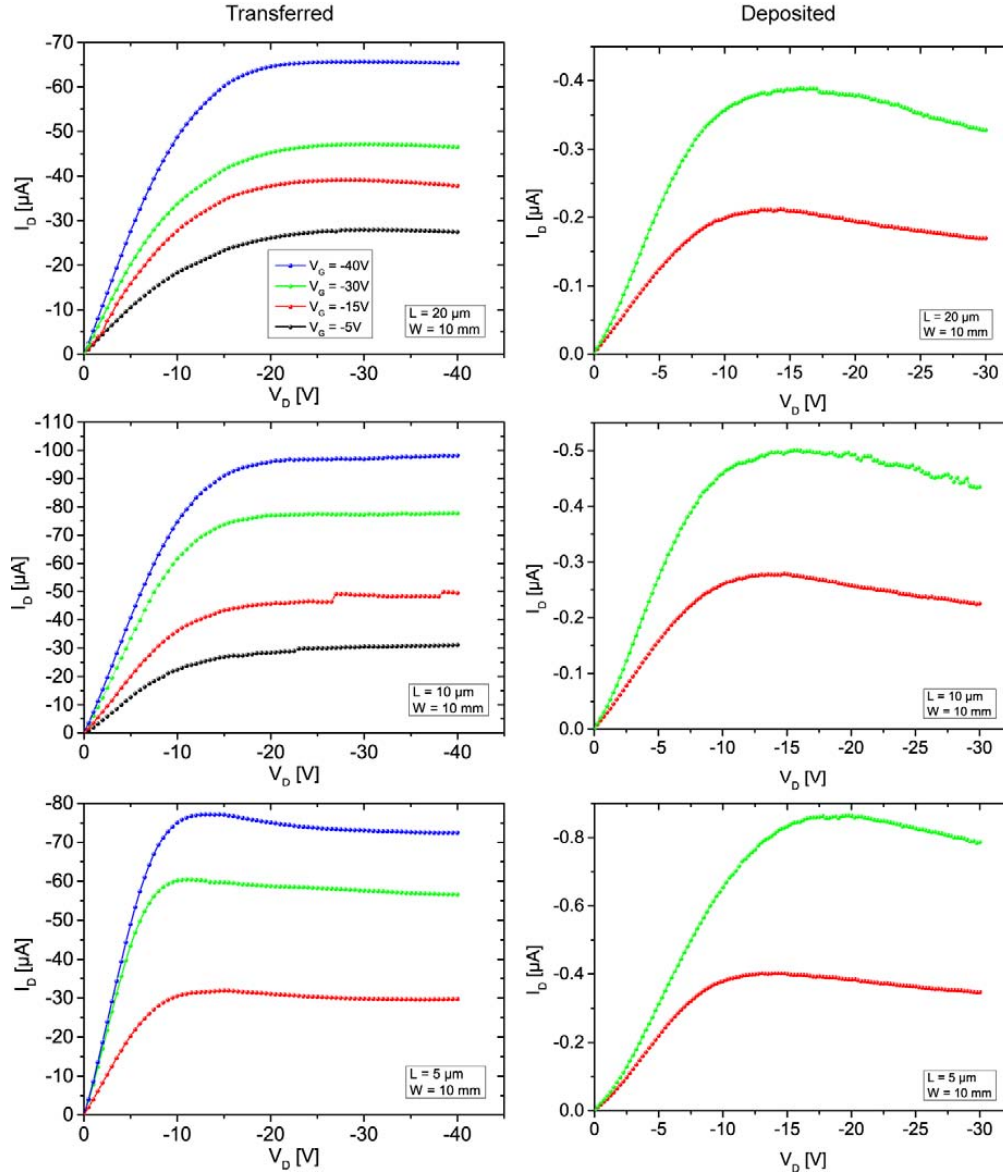 Transferred
Deposited
-70
-60
-50
-40
-30
-20
-10
0
I_D [µA]
V_G = -40V
V_G = -30V
V_G = -15V
V_G = -5V
L = 20 µm
W = 10 mm
0 -10 -20 -30 -40
V_D [V]
-0.4
-0.3
-0.2
-0.1
0.0
I_D [µA]
L = 20 µm
W = 10 mm
0 -5 -10 -15 -20 -25 -30
V_D [V]
-110
-100
-90
-80
-70
-60
-50
-40
-30
-20
-10
0
I_D [µA]
L = 10 µm
W = 10 mm
0 -10 -20 -30 -40
V_D [V]
-0.5
-0.4
-0.3
-0.2
-0.1
0.0
I_D [µA]
L = 10 µm
W = 10 mm
0 -5 -10 -15 -20 -25 -30
V_D [V]
-80
-70
-60
-50
-40
-30
-20
-10
0
I_D [µA]
L = 5 µm
W = 10 mm
0 -10 -20 -30 -40
V_D [V]
-0.8
-0.6
-0.4
-0.2
0.0
I_D [µA]
L = 5 µm
W = 10 mm
0 -5 -10 -15 -20 -25 -30
V_D [V]